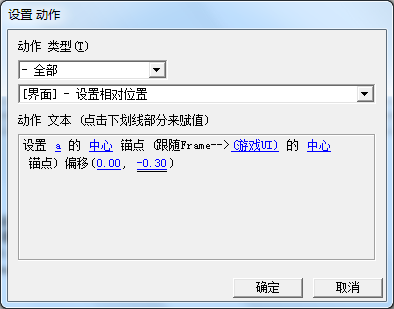 设置 动作
动作 类型(T)
- 全部
[界面] - 设置相对位置
动作 文本 (点击下划线部分来赋值)
设置 a 的 中心 锚点 (跟随Frame-->(游戏UI) 的 中心
锚点) 偏移(0.00, -0.30)
确定
取消